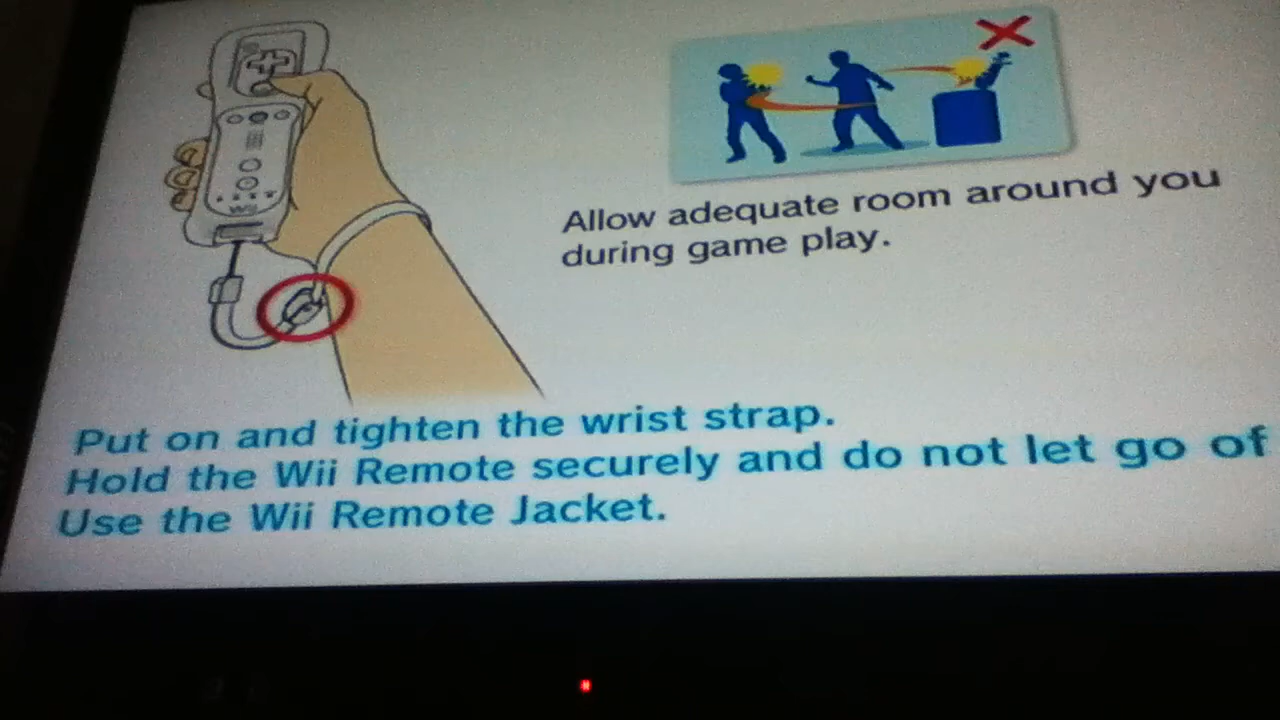 Wii
Allow adequate room around you
during game play.
Put on and tighten the wrist strap.
Hold the Wii Remote securely and do not let go of
Use the Wii Remote Jacket.